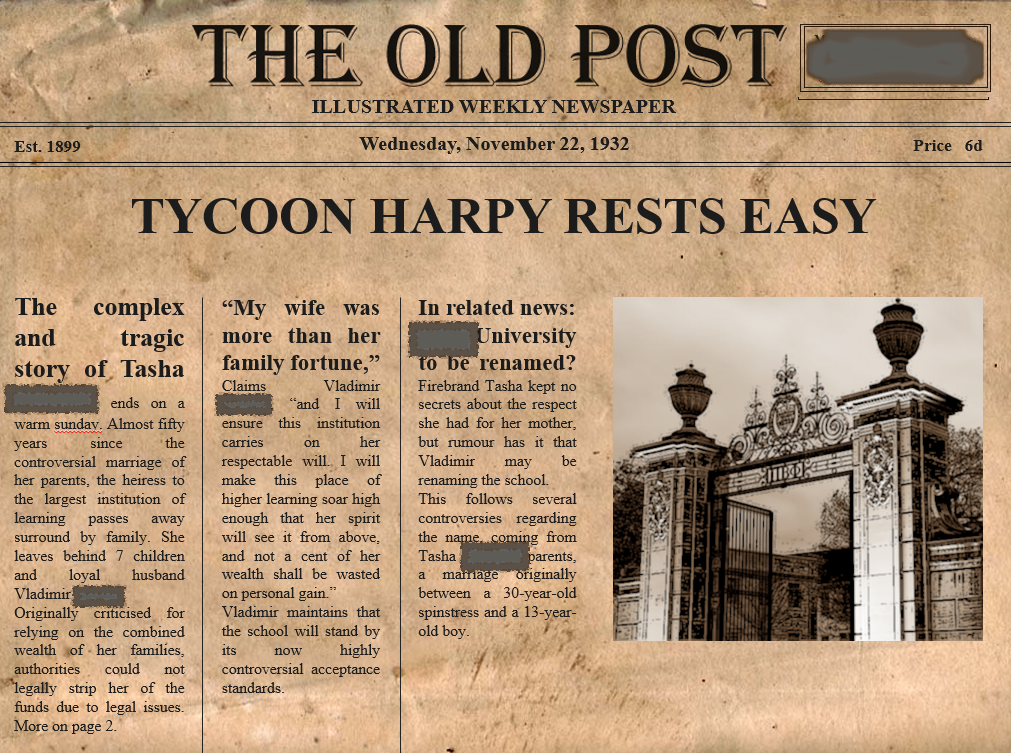 THE OLD POST
ILLUSTRATED WEEKLY NEWSPAPER
Est. 1899
Wednesday, November 22, 1932
Price 6d
TYCOON HARPY RESTS EASY
The complex
and tragic
story of Tasha
ends on a
warm sunday. Almost fifty
years since the
controversial marriage of
her parents, the heiress to
the largest institution of
learning passes away
surround by family. She
leaves behind 7 children
and loyal husband
Vladimir
Originally criticised for
relying on the combined
wealth of her families,
authorities could not
legally strip her of the
funds due to legal issues.
More on page 2.
“My wife was
more than her
family fortune,”
Claims Vladimir
“and I will
ensure this institution
carries on her
respectable will. I will
make this place of
higher learning soar high
enough that her spirit
will see it from above,
and not a cent of her
wealth shall be wasted
on personal gain.”
Vladimir maintains that
the school will stand by
its now highly
controversial acceptance
standards.
In related news:
University
to be renamed?
Firebrand Tasha kept no
secrets about the respect
she had for her mother,
but rumour has it that
Vladimir may be
renaming the school.
This follows several
controversies regarding
the name, coming from
Tasha parents,
a marriage originally
between a 30-year-old
spinstress and a 13-year-
old boy.